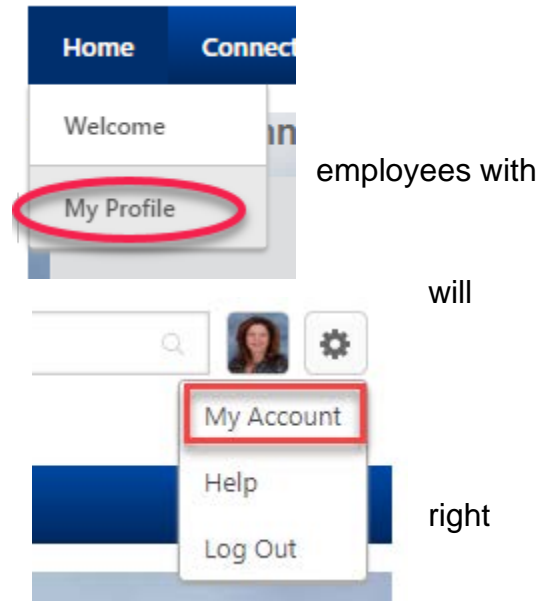 Home Connect
Welcome
employees with
My Profile
will
My Account
Help
right
Log Out